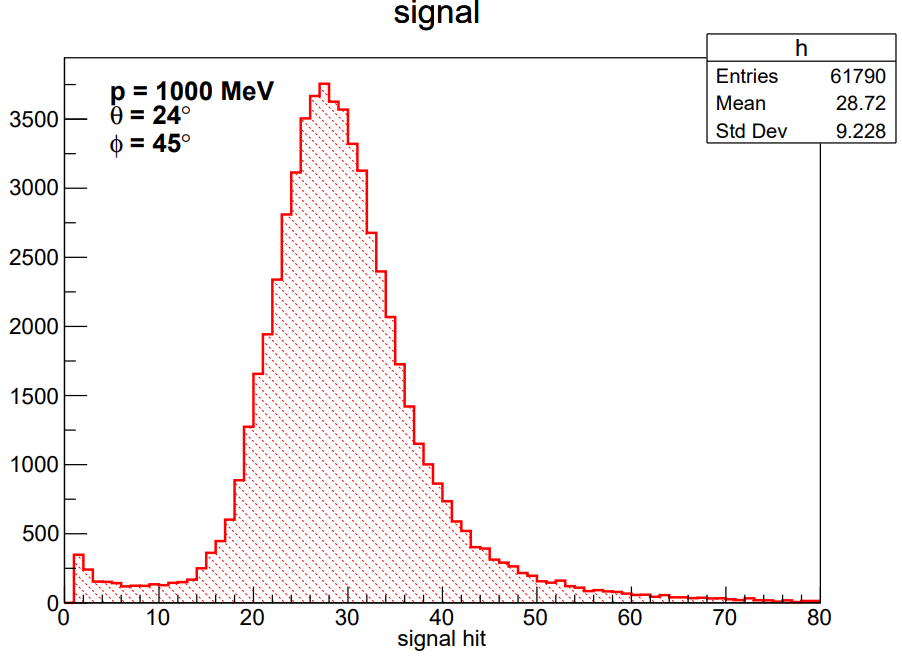 signal
h
Entries 61790
Mean 28.72
Std Dev 9.228
p = 1000 MeV
θ = 24°
ϕ = 45°
3500
3000
2500
2000
1500
1000
500
0
0 10 20 30 40 50 60 70 80
signal hit